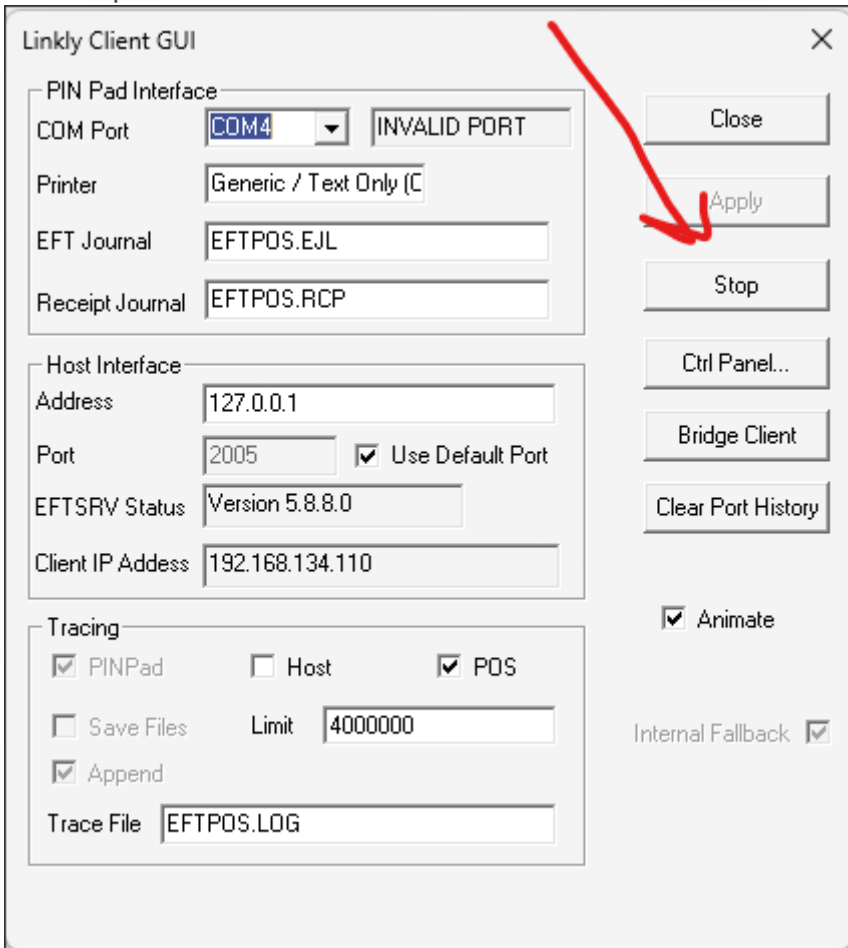 Linkly Client GUI
PIN Pad Interface
COM Port COM4 INVALID PORT
Close
Printer Generic / Text Only (C
Apply
EFT Journal EFTPOS.EJL
Stop
Receipt Journal EFTPOS.RCP
Host Interface
Ctrl Panel...
Address 127.0.0.1
Port 2005 Use Default Port
Bridge Client
EFTSRV Status Version 5.8.8.0
Clear Port History
Client IP Addess 192.168.134.110
Tracing
Animate
PINPad Host POS
Save Files Limit 4000000
Internal Fallback
Append
Trace File EFTPOS.LOG